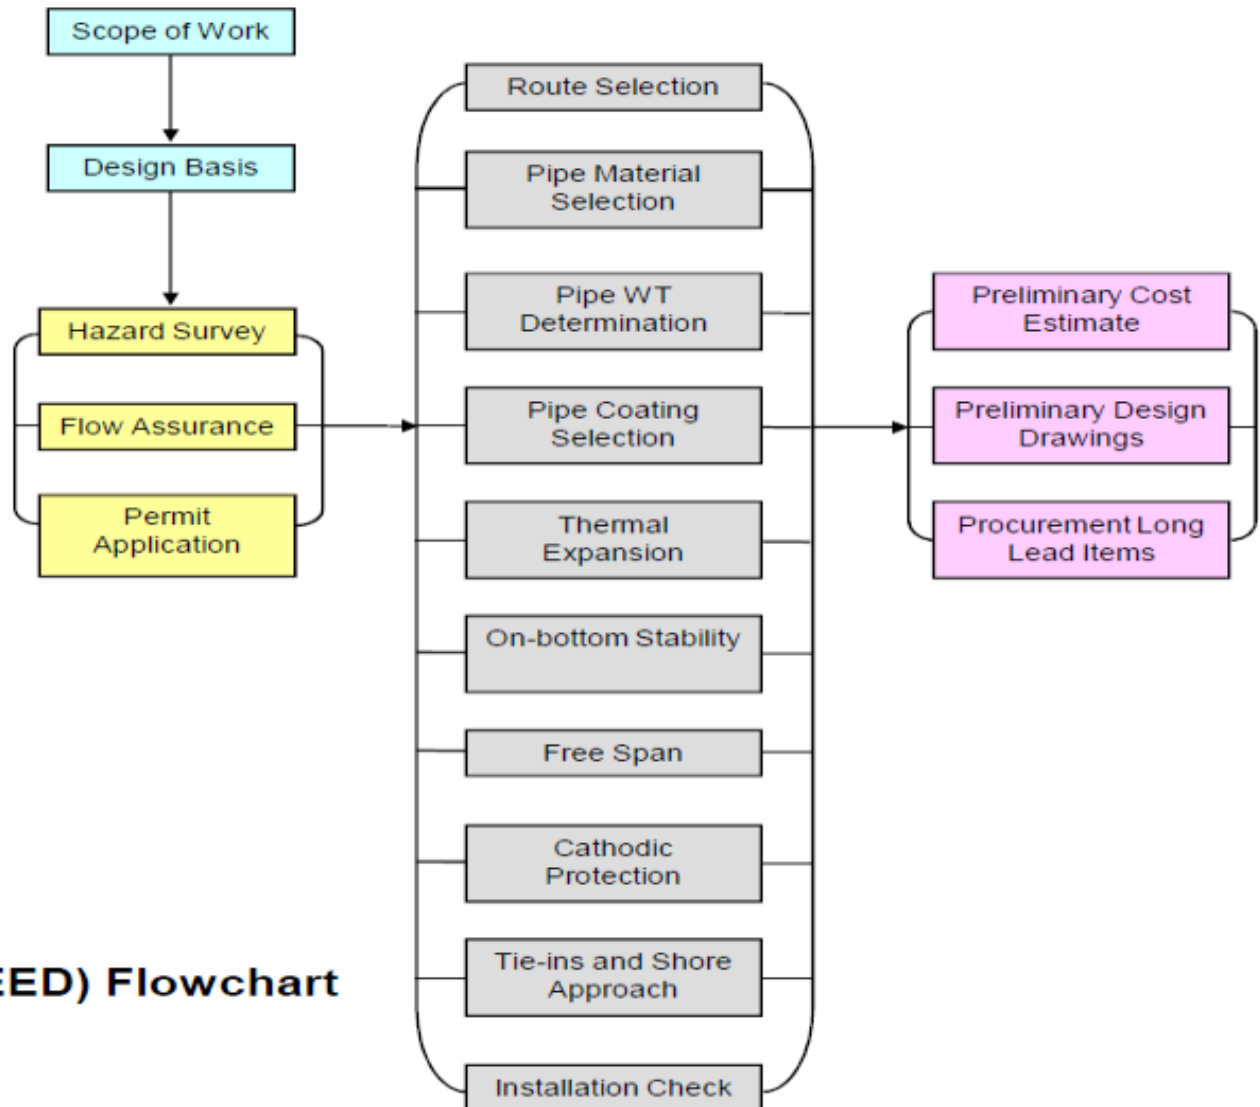 Scope of Work
Design Basis
Hazard Survey
Flow Assurance
Permit
Application
Route Selection
Pipe Material
Selection
Pipe WT
Determination
Pipe Coating
Selection
Thermal
Expansion
On-bottom Stability
Free Span
Cathodic
Protection
Tie-ins and Shore
Approach
Installation Check
Preliminary Cost
Estimate
Preliminary Design
Drawings
Procurement Long
Lead Items
EED) Flowchart